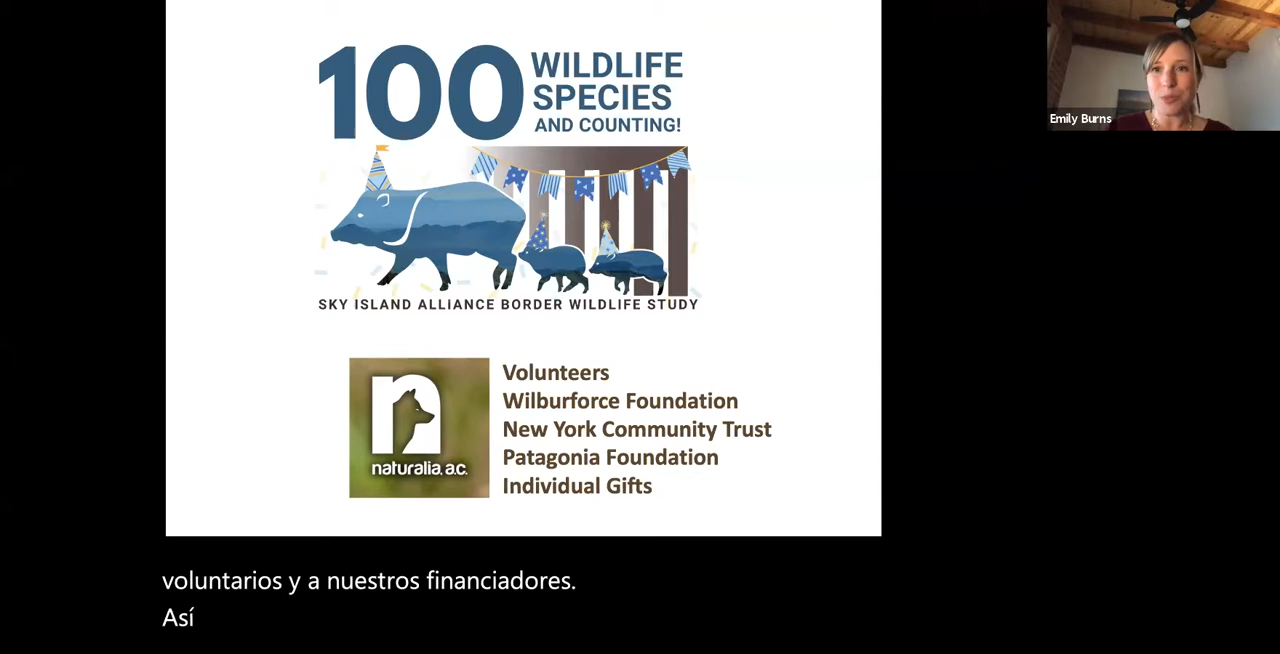 100 WILDLIFE
SPECIES
AND COUNTING!
SKY ISLAND ALLIANCE BORDER WILDLIFE STUDY
n
naturalia, a.c.
Volunteers
Wilburforce Foundation
New York Community Trust
Patagonia Foundation
Individual Gifts
Emily Burns
voluntarios y a nuestros financiadores.
Así